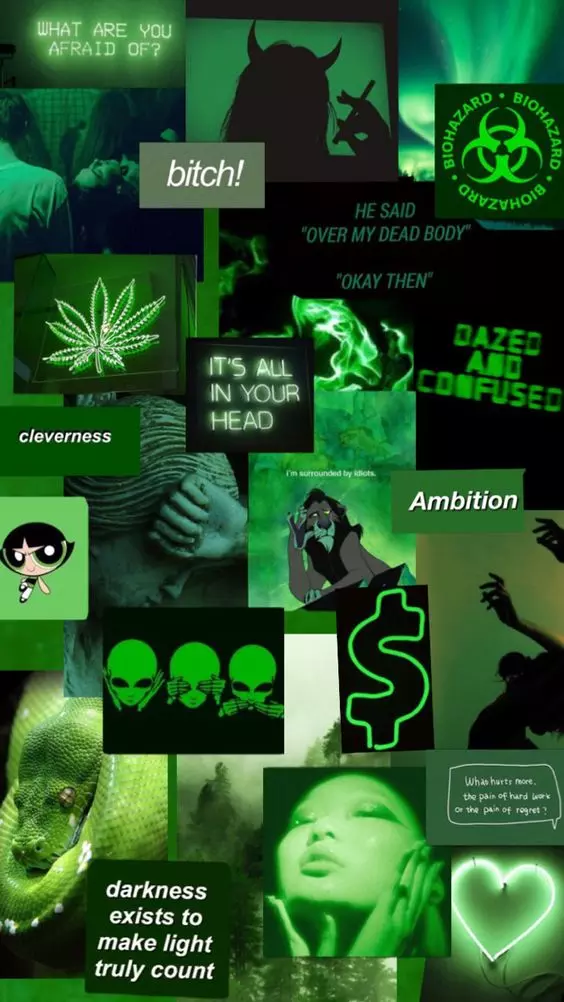 WHAT ARE YOU
AFRAID OF?
BIOHAZARD • BIOHAZARD • BIOHAZARD •
bitch!
HE SAID
"OVER MY DEAD BODY"
"OKAY THEN"
DAZED
AND
CONFUSED
IT'S ALL
IN YOUR
HEAD
cleverness
i'm surrounded by idiots.
Ambition
$
What hurts more,
the pain of hard work
or the pain of regret?
darkness
exists to
make light
truly count